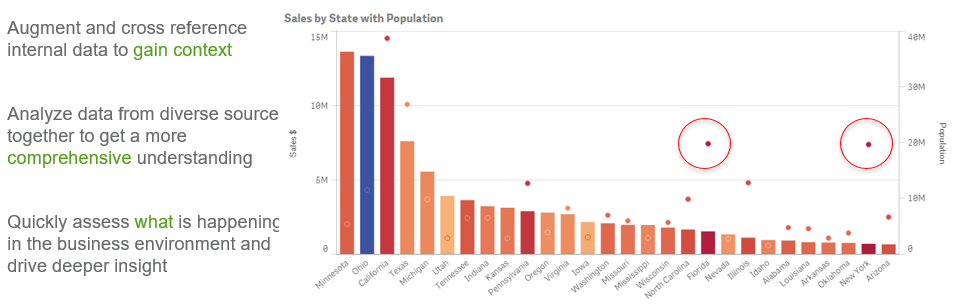 Augment and cross reference
internal data to gain context
Analyze data from diverse source
together to get a more
comprehensive understanding
Quickly assess what is happening
in the business environment and
drive deeper insight
Sales by State with Population
15M
10M
5M
0
Sales $
40M
30M
20M
10M
0
Population
Minnesota
Ohio
California
Texas
Michigan
Utah
Tennessee
Indiana
Kansas
Pennsylvania
Oregon
Virginia
Iowa
Washington
Missouri
Mississippi
Wisconsin
North Carolina
Florida
Nevada
Illinois
Idaho
Alabama
Louisiana
Arkansas
Oklahoma
New York
Arizona